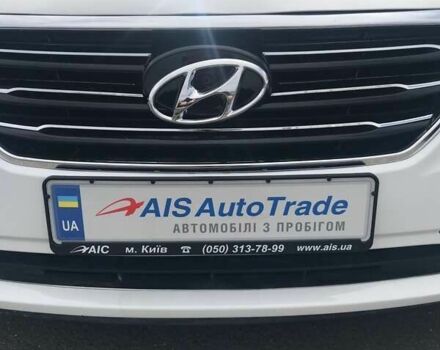 AIS AutoTrade
АВТОМОБІЛІ З ПРОБІГОМ
UA
АІС м. Київ ☎ (050) 313-78-99 www.ais.ua